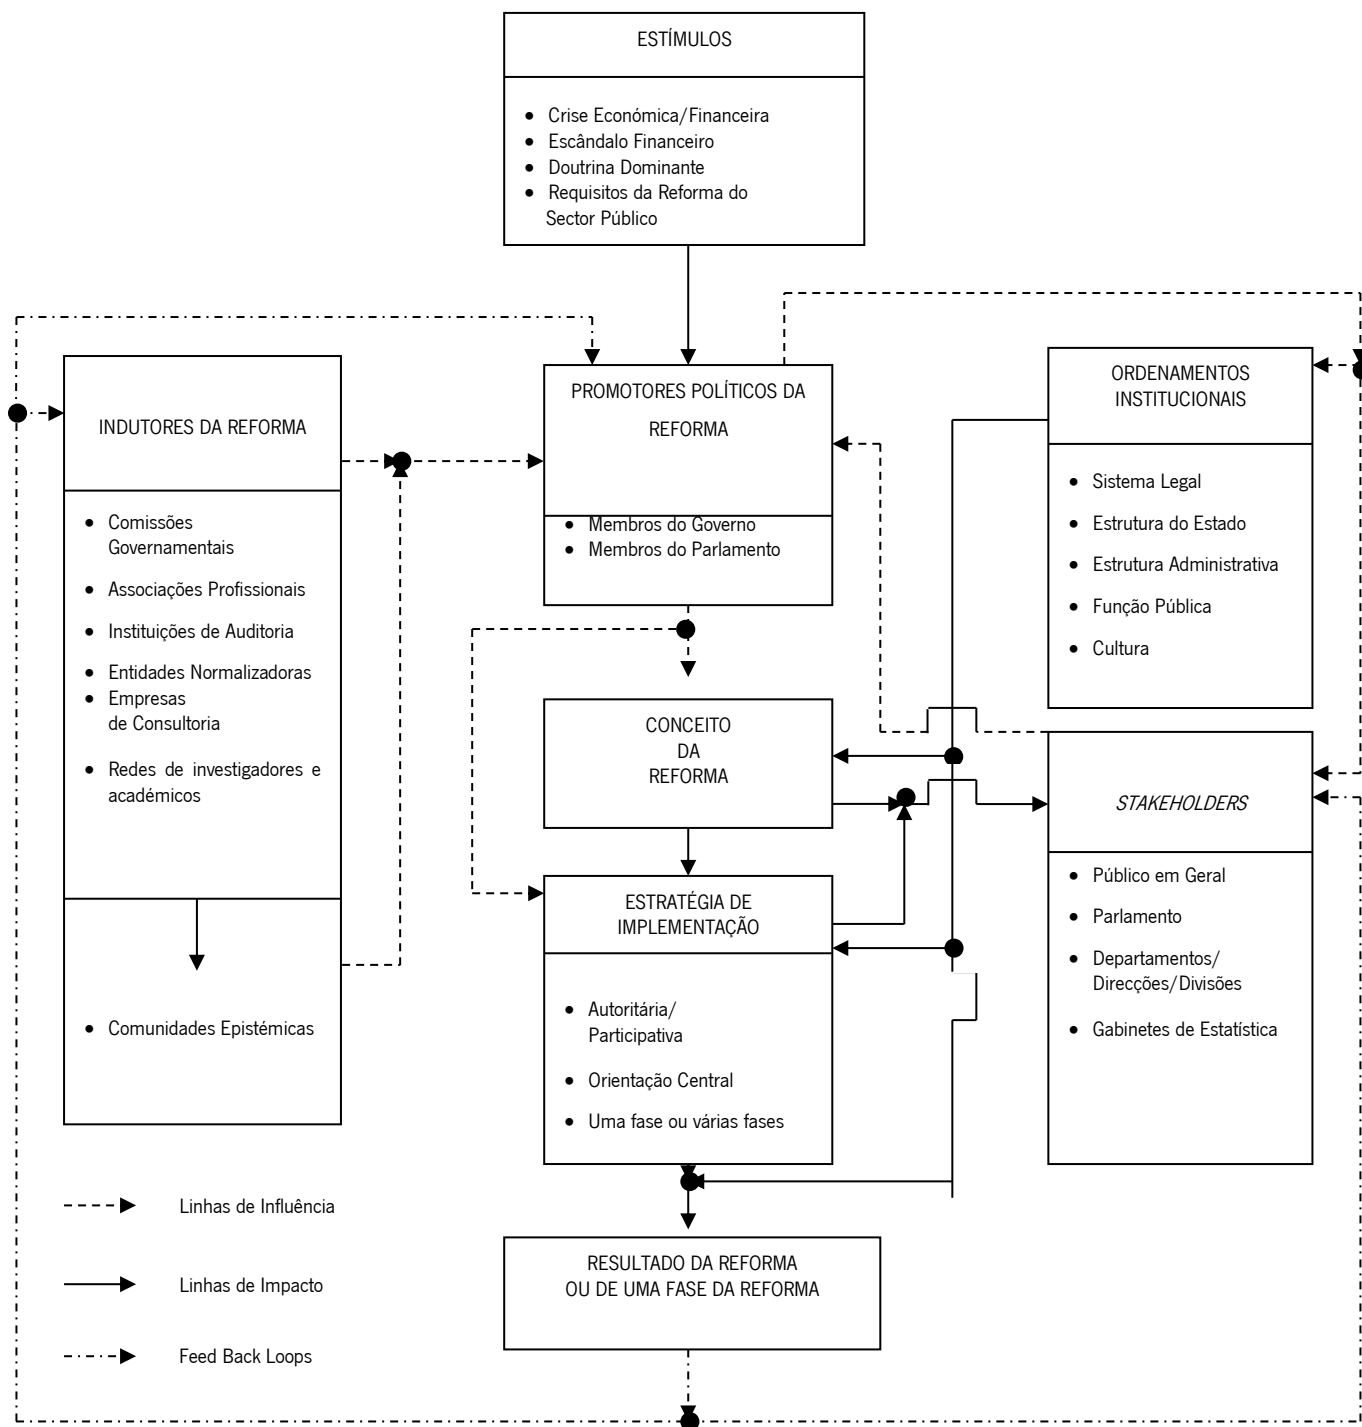 ESTÍMULOS
• Crise Económica/Financeira
• Escândalo Financeiro
• Doutrina Dominante
• Requisitos da Reforma do
Sector Público
INDUTORES DA REFORMA
• Comissões
Governamentais
• Associações Profissionais
• Instituições de Auditoria
• Entidades Normalizadoras
• Empresas
de Consultoria
• Redes de investigadores e
académicos
• Comunidades Epistémicas
PROMOTORES POLÍTICOS DA
REFORMA
• Membros do Governo
• Membros do Parlamento
ORDENAMENTOS
INSTITUCIONAIS
• Sistema Legal
• Estrutura do Estado
• Estrutura Administrativa
• Função Pública
• Cultura
CONCEITO
DA
REFORMA
STAKEHOLDERS
• Público em Geral
• Parlamento
• Departamentos/
Direcções/Divisões
• Gabinetes de Estatística
ESTRATÉGIA DE
IMPLEMENTAÇÃO
• Autoritária/
Participativa
• Orientação Central
• Uma fase ou várias fases
RESULTADO DA REFORMA
OU DE UMA FASE DA REFORMA
Linhas de Influência
Linhas de Impacto
Feed Back Loops